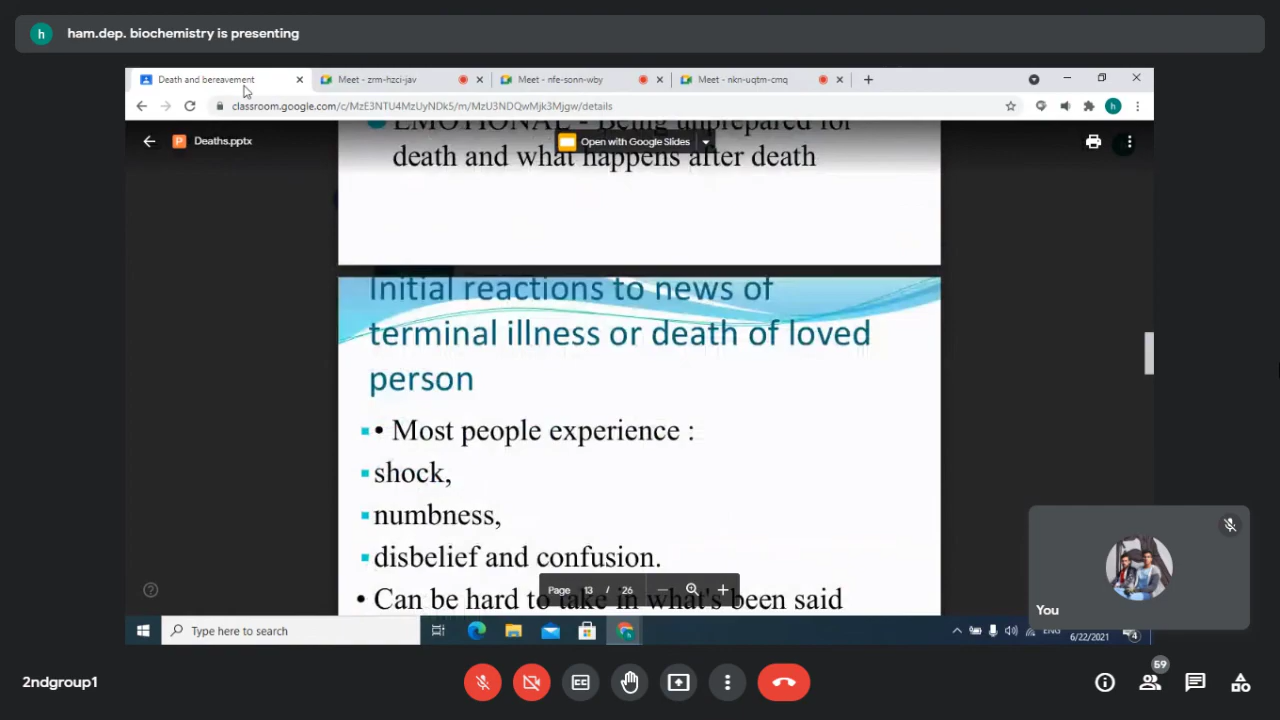 h ham.dep. biochemistry is presenting
Death and bereavement
Meet - zrm-hzci-jav
Meet - nfe-sonn-wby
Meet - nkn-uqtm-cmq
classroom.google.com/c/MzE3NTU4MzUyNDk5/m/MzU3NDQwMjk3Mjgw/details
h
P Deaths.pptx
Open with Google Slides
EMOTIONAL - Being unprepared for
death and what happens after death
Initial reactions to news of
terminal illness or death of loved
person
▪• Most people experience :
▪shock,
▪numbness,
▪disbelief and confusion.
• Can be hard to take in what's been said
Page 13 / 26
You
Type here to search
ENG
6/22/2021
4
2ndgroup1
CC
59